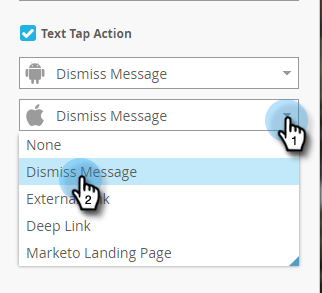 Text Tap Action
Dismiss Message
Dismiss Message
1
None
Dismiss Message
2
External Link
Deep Link
Marketo Landing Page